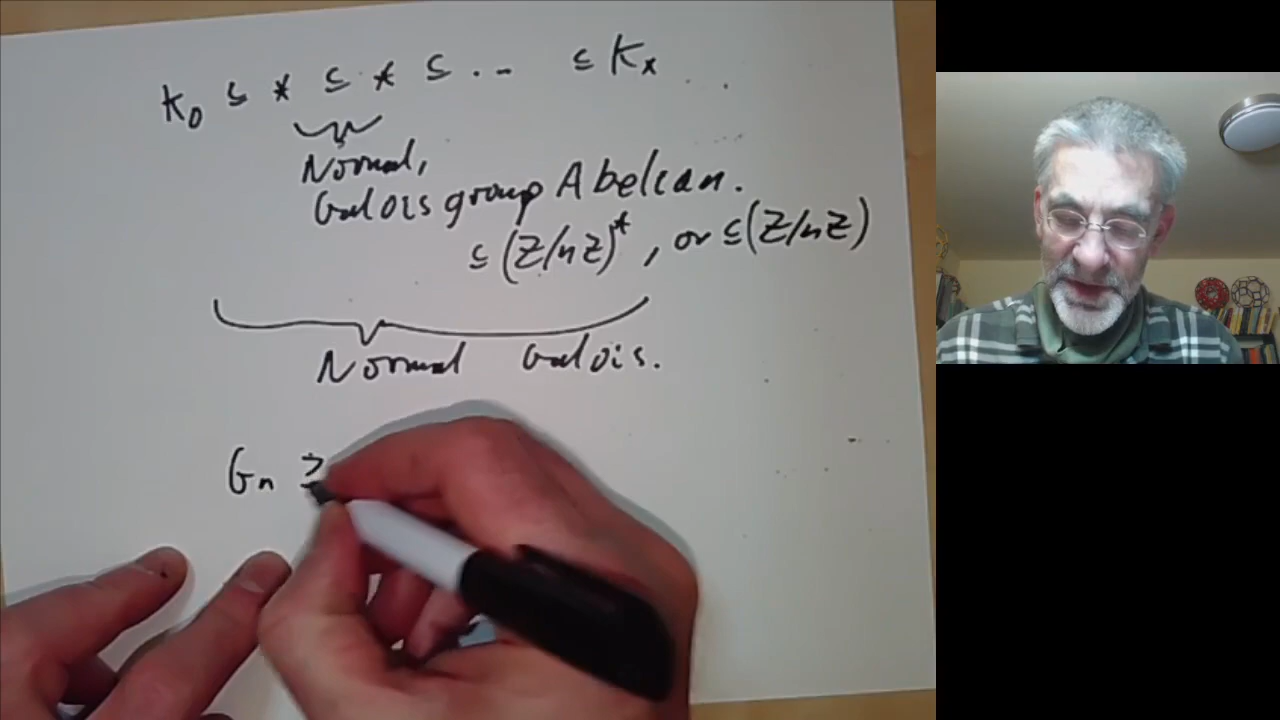 K₀ ⊆ * ⊆ * ⊆ ... ⊆ Kₓ
Normal,
Galois group Abelian.
⊆ (Z/nZ)*, or ⊆ (Z/nZ)
Normal Galois.
Gₙ ⊇